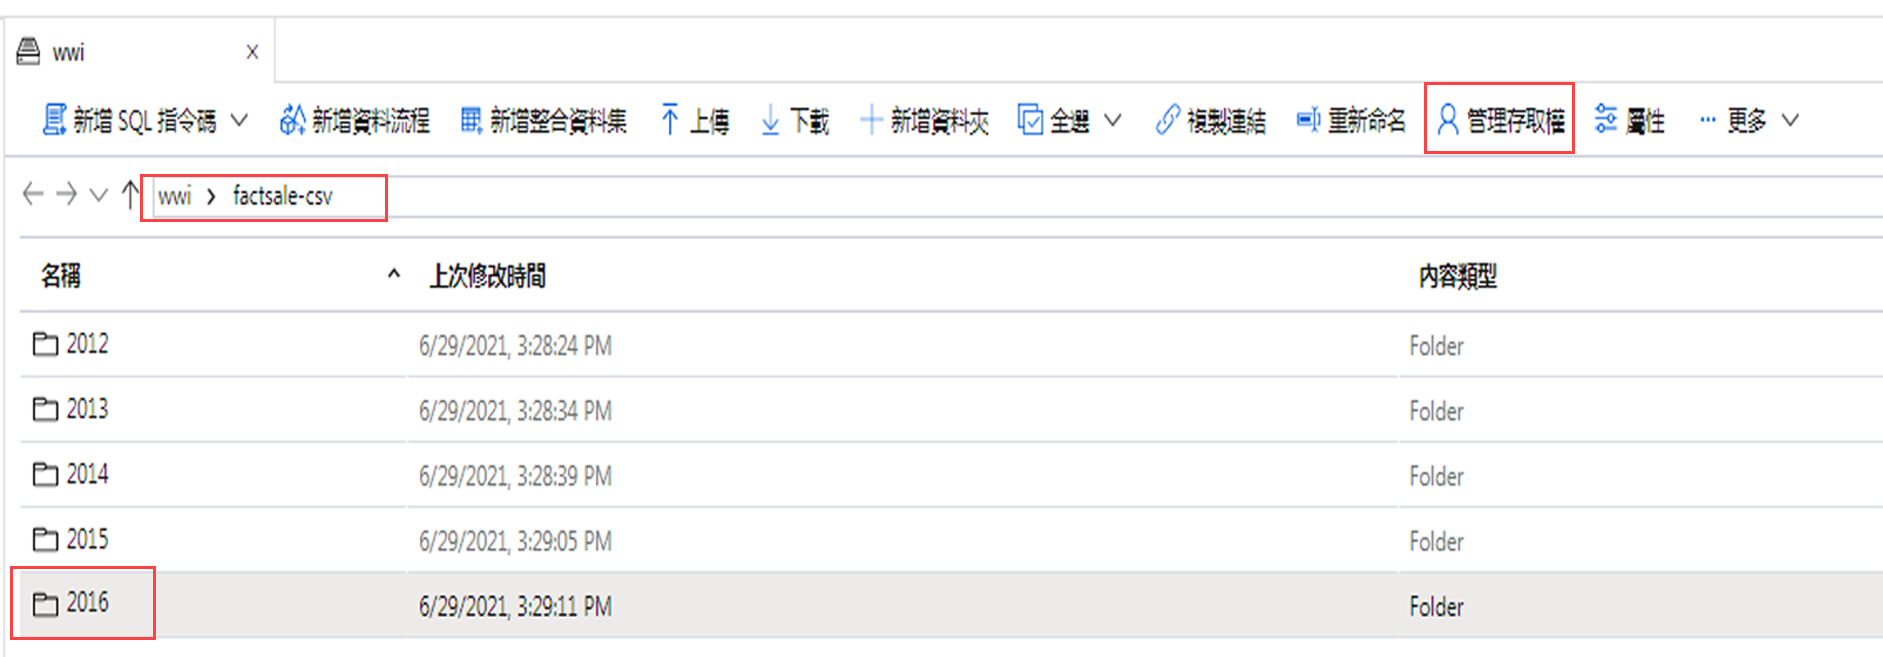 wwi
新增 SQL 指令碼 新增資料流程 新增整合資料集 上傳 下載 新增資料夾 全選 複製連結 重新命名 管理存取權 屬性 ... 更多
wwi > factsale-csv
名稱 上次修改時間 內容類型
2012 6/29/2021, 3:28:24 PM Folder
2013 6/29/2021, 3:28:34 PM Folder
2014 6/29/2021, 3:28:39 PM Folder
2015 6/29/2021, 3:29:05 PM Folder
2016 6/29/2021, 3:29:11 PM Folder